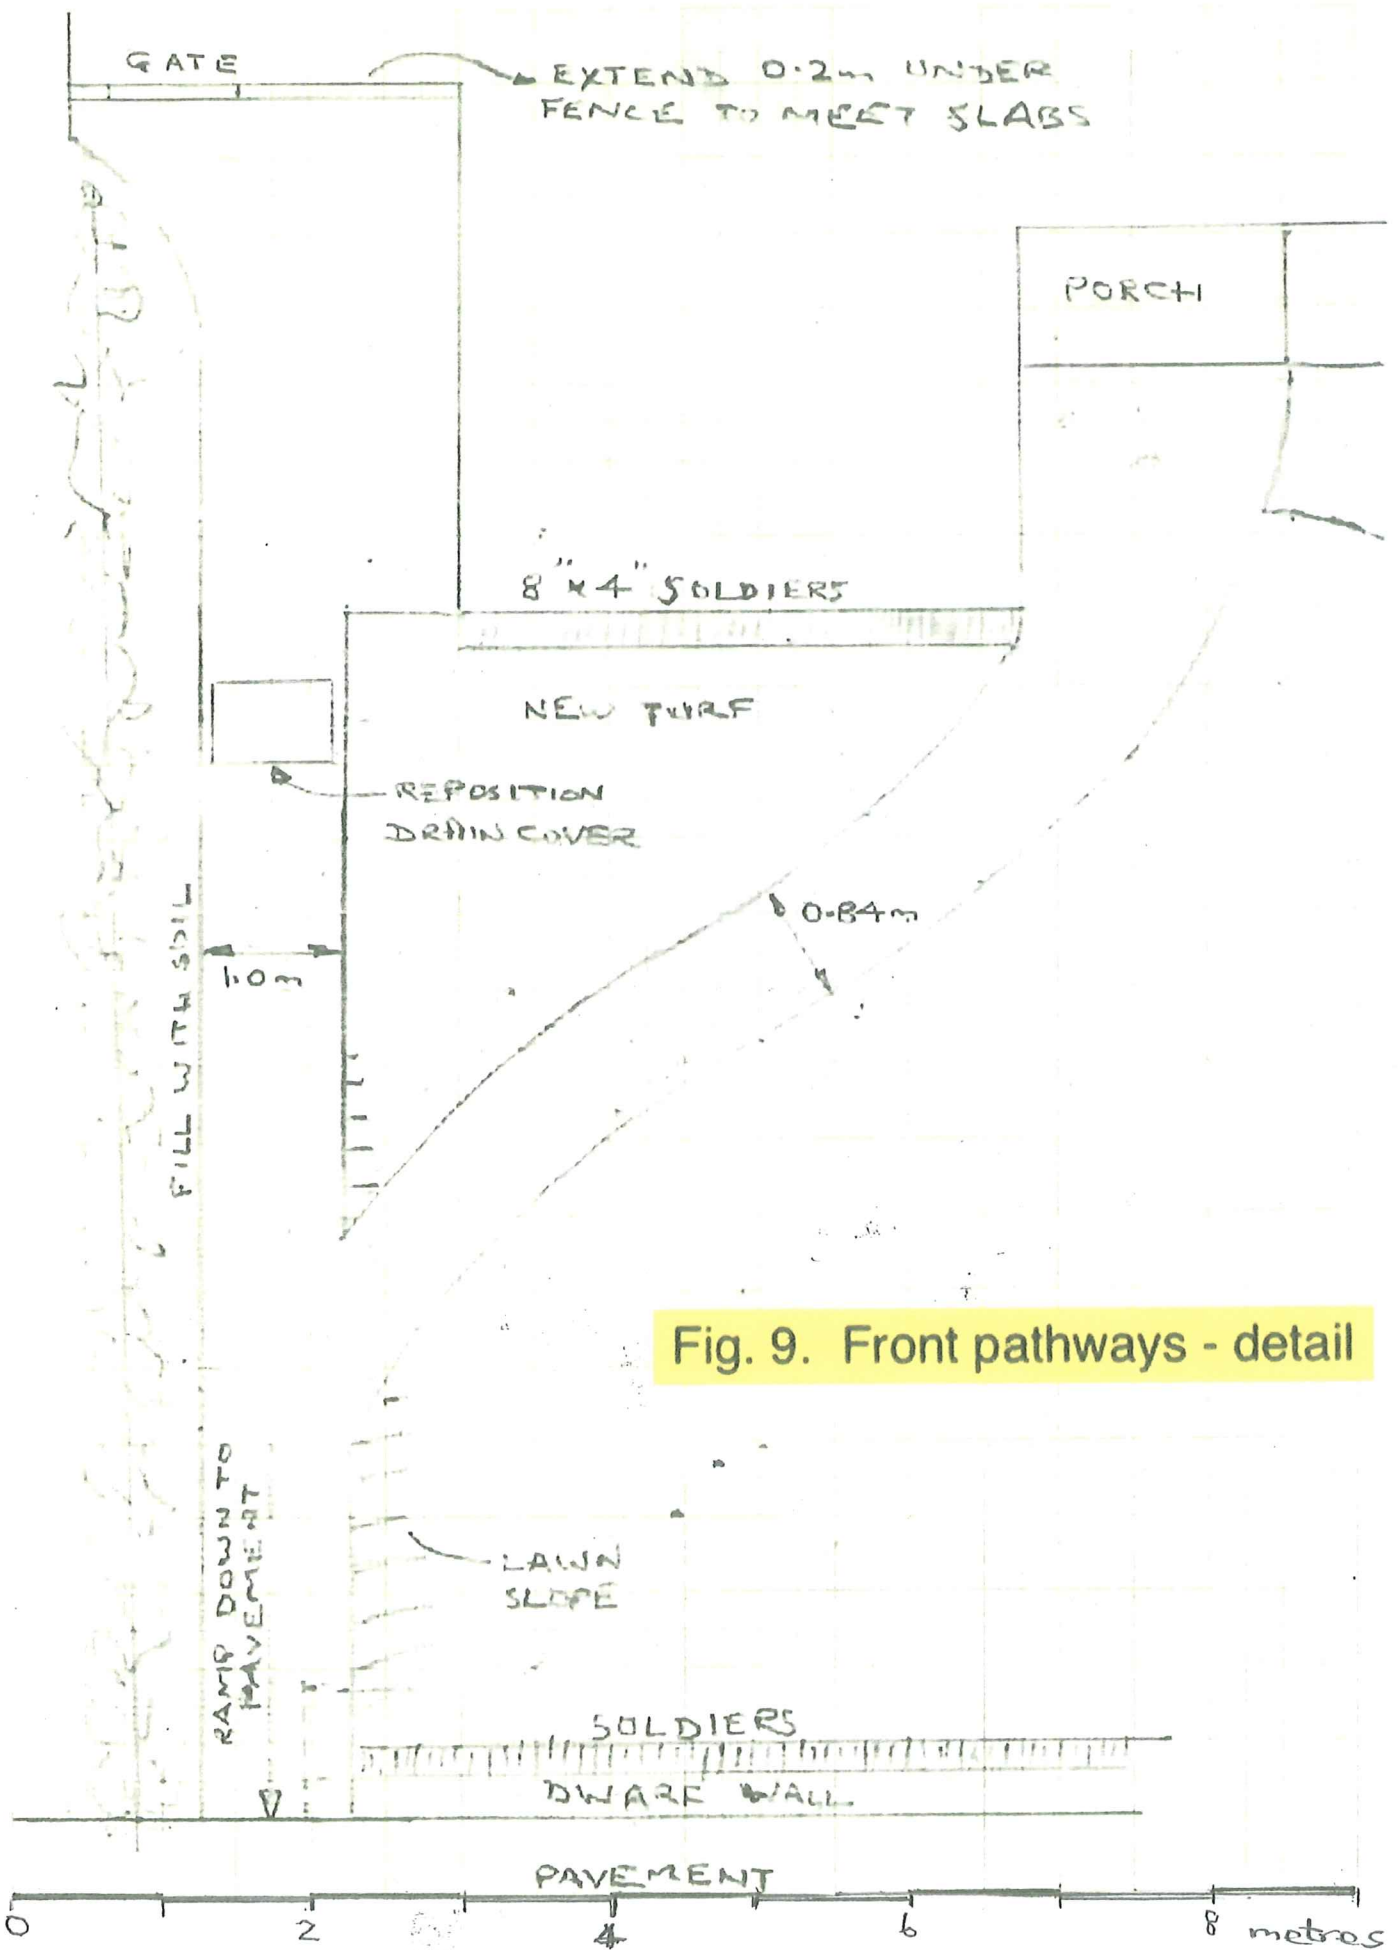 GATE
EXTEND 0.2m UNDER
FENCE TO MEET SLABS
PORCH
8" x 4" SOLDIERS
NEW TURF
REPOSITION
DRAIN COVER
0.84m
1.0m
FILL WITH SOIL
Fig. 9. Front pathways - detail
RAMP DOWN TO
PAVEMENT
LAWN
SLOPE
SOLDIERS
DWARF WALL
PAVEMENT
0 2 4 6 8 metres